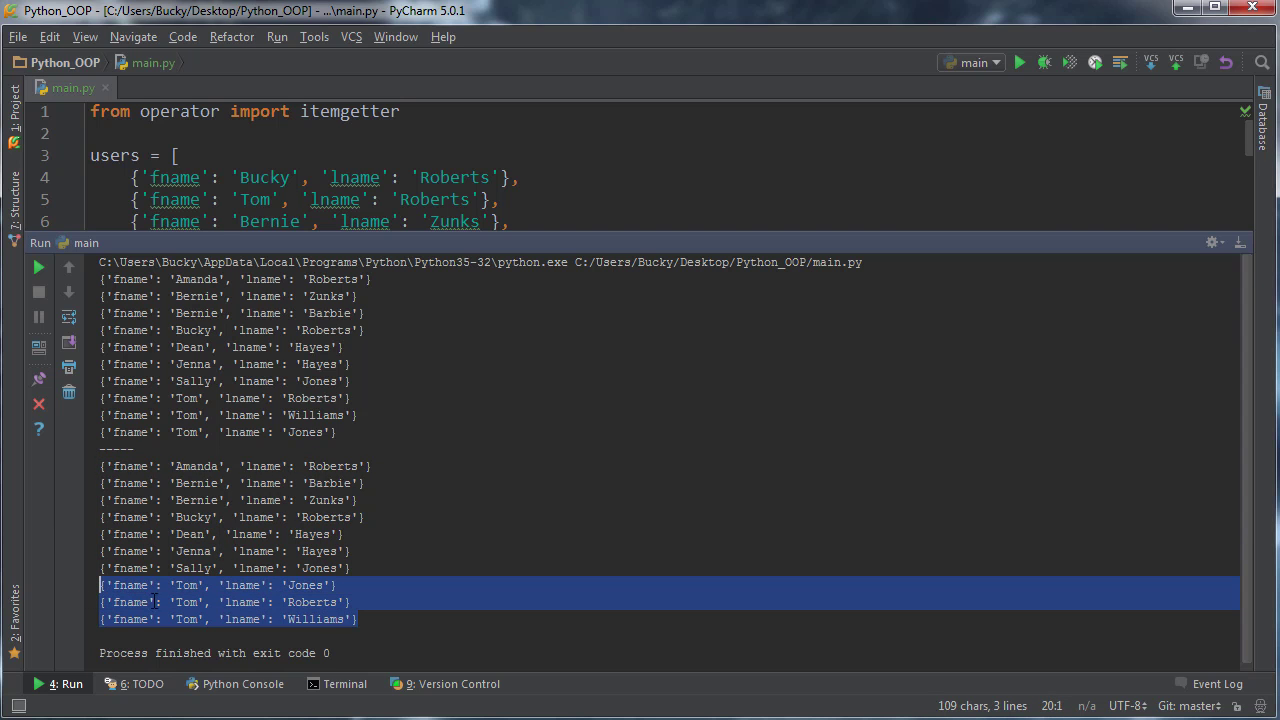 Python_OOP - [C:/Users/Bucky/Desktop/Python_OOP] - ...\main.py - PyCharm 5.0.1
File Edit View Navigate Code Refactor Run Tools VCS Window Help
Python_OOP main.py main VCS VCS
1: Project
main.py
1 from operator import itemgetter
2
3 users = [
4 {'fname': 'Bucky', 'lname': 'Roberts'},
5 {'fname': 'Tom', 'lname': 'Roberts'},
6 {'fname': 'Bernie', 'lname': 'Zunks'},
Database
7: Structure
Run main
C:\Users\Bucky\AppData\Local\Programs\Python\Python35-32\python.exe C:/Users/Bucky/Desktop/Python_OOP/main.py
{'fname': 'Amanda', 'lname': 'Roberts'}
{'fname': 'Bernie', 'lname': 'Zunks'}
{'fname': 'Bernie', 'lname': 'Barbie'}
{'fname': 'Bucky', 'lname': 'Roberts'}
{'fname': 'Dean', 'lname': 'Hayes'}
{'fname': 'Jenna', 'lname': 'Hayes'}
{'fname': 'Sally', 'lname': 'Jones'}
{'fname': 'Tom', 'lname': 'Roberts'}
{'fname': 'Tom', 'lname': 'Williams'}
{'fname': 'Tom', 'lname': 'Jones'}
-----
{'fname': 'Amanda', 'lname': 'Roberts'}
{'fname': 'Bernie', 'lname': 'Barbie'}
{'fname': 'Bernie', 'lname': 'Zunks'}
{'fname': 'Bucky', 'lname': 'Roberts'}
{'fname': 'Dean', 'lname': 'Hayes'}
{'fname': 'Jenna', 'lname': 'Hayes'}
{'fname': 'Sally', 'lname': 'Jones'}
{'fname': 'Tom', 'lname': 'Jones'}
{'fname': 'Tom', 'lname': 'Roberts'}
{'fname': 'Tom', 'lname': 'Williams'}
Process finished with exit code 0
2: Favorites
4: Run 6: TODO Python Console Terminal 9: Version Control Event Log
109 chars, 3 lines 20:1 n/a UTF-8 Git: master